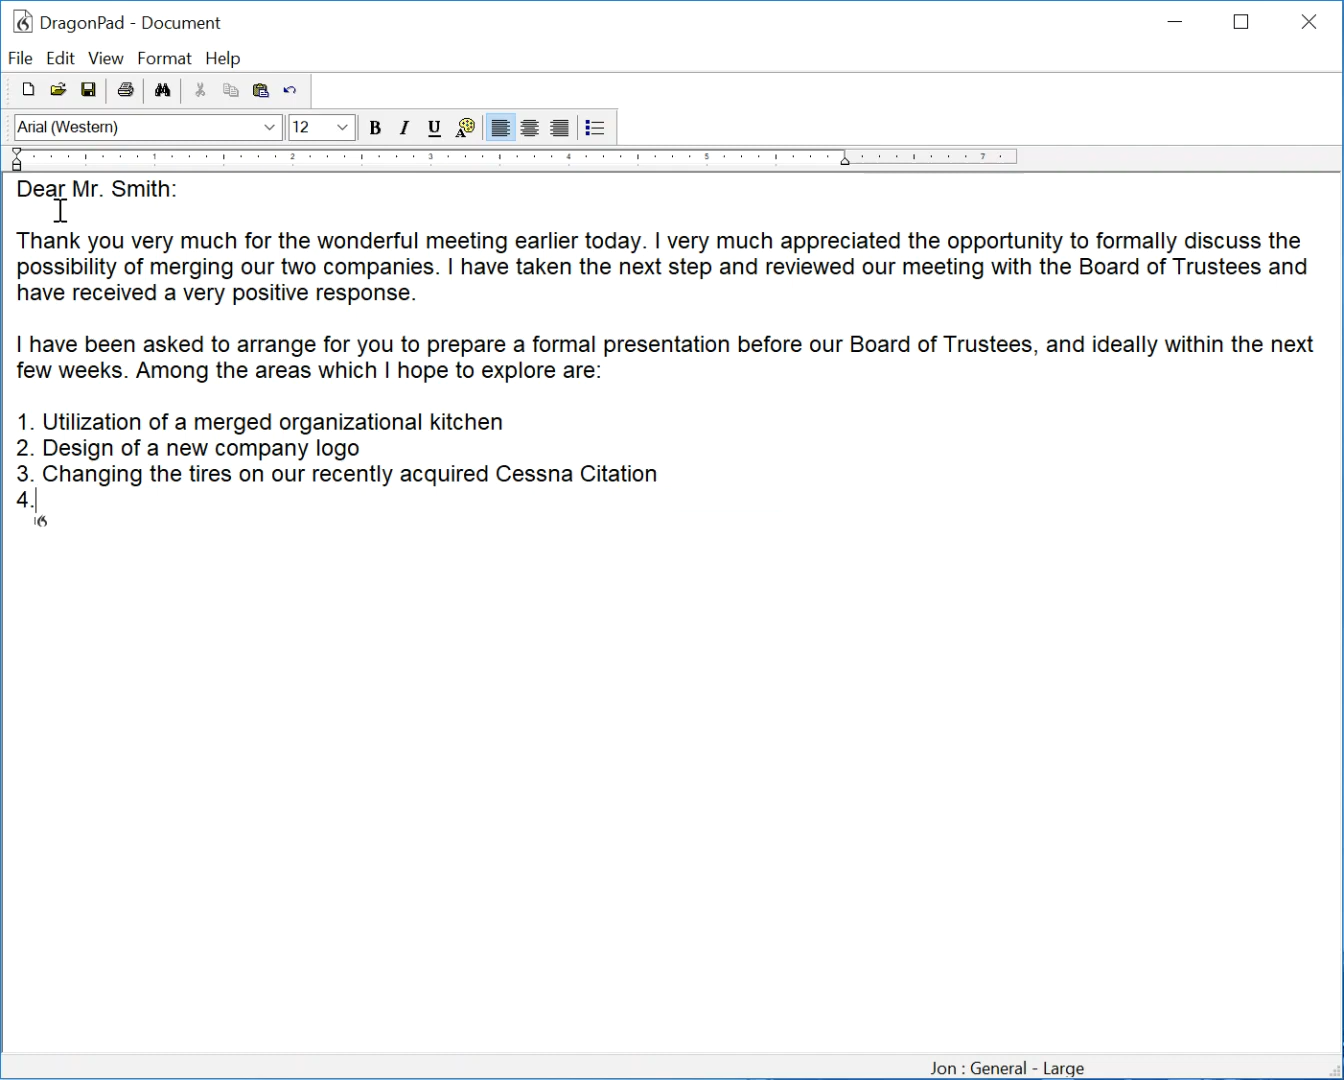 DragonPad - Document
File Edit View Format Help
Arial (Western) 12 B I U
1 2 3 4 5 7
Dear Mr. Smith:
Thank you very much for the wonderful meeting earlier today. I very much appreciated the opportunity to formally discuss the
possibility of merging our two companies. I have taken the next step and reviewed our meeting with the Board of Trustees and
have received a very positive response.
I have been asked to arrange for you to prepare a formal presentation before our Board of Trustees, and ideally within the next
few weeks. Among the areas which I hope to explore are:
1. Utilization of a merged organizational kitchen
2. Design of a new company logo
3. Changing the tires on our recently acquired Cessna Citation
4.
Jon : General - Large